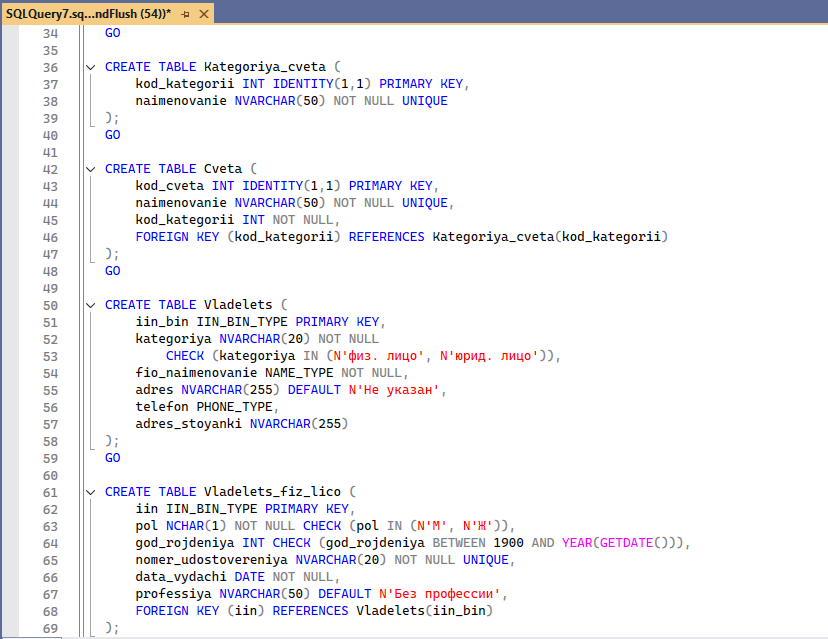 SQLQuery7.sq...ndFlush (54))*
34 GO
35
36 CREATE TABLE Kategoriya_cveta (
37 kod_kategorii INT IDENTITY(1,1) PRIMARY KEY,
38 naimenovanie NVARCHAR(50) NOT NULL UNIQUE
39 );
40 GO
41
42 CREATE TABLE Cveta (
43 kod_cveta INT IDENTITY(1,1) PRIMARY KEY,
44 naimenovanie NVARCHAR(50) NOT NULL UNIQUE,
45 kod_kategorii INT NOT NULL,
46 FOREIGN KEY (kod_kategorii) REFERENCES Kategoriya_cveta(kod_kategorii)
47 );
48 GO
49
50 CREATE TABLE Vladelets (
51 iin_bin IIN_BIN_TYPE PRIMARY KEY,
52 kategoriya NVARCHAR(20) NOT NULL
53 CHECK (kategoriya IN (N'физ. лицо', N'юрид. лицо')),
54 fio_naimenovanie NAME_TYPE NOT NULL,
55 adres NVARCHAR(255) DEFAULT N'Не указан',
56 telefon PHONE_TYPE,
57 adres_stoyanki NVARCHAR(255)
58 );
59 GO
60
61 CREATE TABLE Vladelets_fiz_lico (
62 iin IIN_BIN_TYPE PRIMARY KEY,
63 pol NCHAR(1) NOT NULL CHECK (pol IN (N'М', N'Ж')),
64 god_rojdeniya INT CHECK (god_rojdeniya BETWEEN 1900 AND YEAR(GETDATE())),
65 nomer_udostovereniya NVARCHAR(20) NOT NULL UNIQUE,
66 data_vydachi DATE NOT NULL,
67 professiya NVARCHAR(50) DEFAULT N'Без профессии',
68 FOREIGN KEY (iin) REFERENCES Vladelets(iin_bin)
69 );